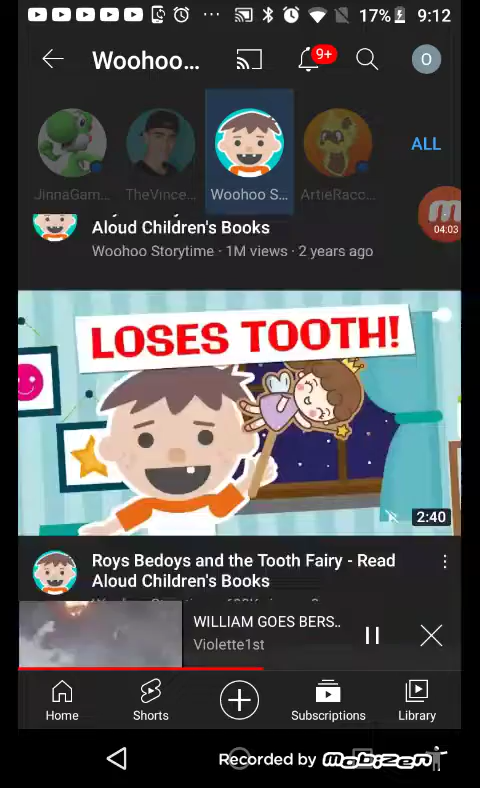 17% 9:12
Woohoo...
9+
O
JinnaGam...
TheVince...
Woohoo S...
ArtieRacc...
ALL
04:03
Aloud Children's Books
Woohoo Storytime · 1M views · 2 years ago
LOSES TOOTH!
2:40
Roys Bedoys and the Tooth Fairy - Read
Aloud Children's Books
WILLIAM GOES BERS..
Violette1st
Home
Shorts
Subscriptions
Library
Recorded by MOBIZEN